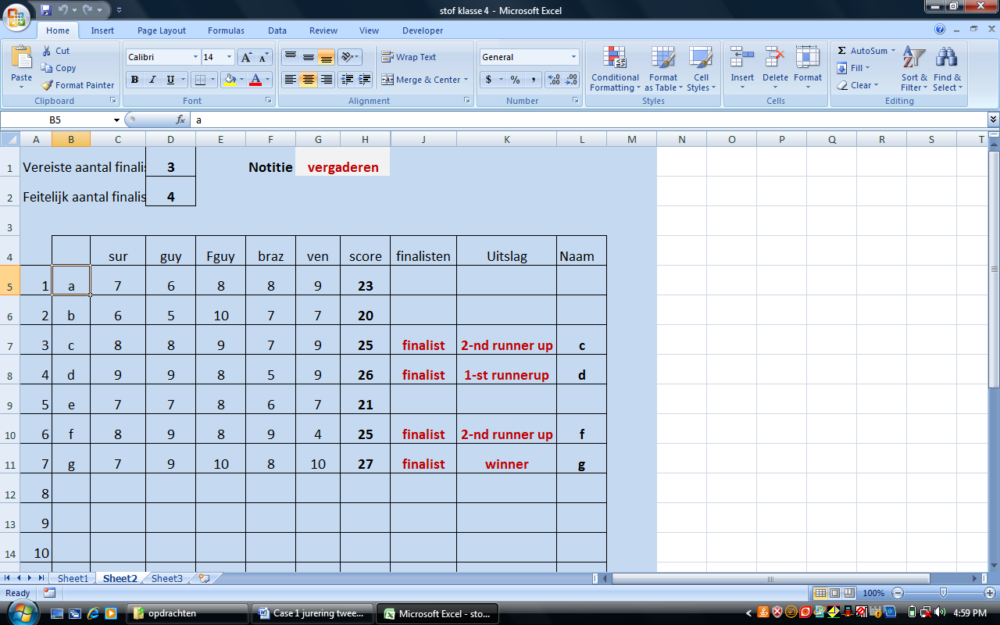 stof klasse 4 - Microsoft Excel
Home Insert Page Layout Formulas Data Review View Developer
Paste Cut Copy Format Painter Clipboard
Calibri 14 B I U A A A Font
Wrap Text Merge & Center Alignment
General $ % , Number
Conditional Formatting Format as Table Cell Styles Styles
Insert Delete Format Cells
Σ AutoSum Fill Clear Sort & Filter Find & Select Editing
B5 fx a
A B C D E F G H J K L M N O P Q R S T
1 Vereiste aantal finalis 3 Notitie vergaderen
2 Feitelijk aantal finalis 4
3
4 sur guy Fguy braz ven score finalisten Uitslag Naam
5 1 a 7 6 8 8 9 23
6 2 b 6 5 10 7 7 20
7 3 c 8 8 9 7 9 25 finalist 2-nd runner up c
8 4 d 9 9 8 5 9 26 finalist 1-st runnerup d
9 5 e 7 7 8 6 7 21
10 6 f 8 9 8 9 4 25 finalist 2-nd runner up f
11 7 g 7 9 10 8 10 27 finalist winner g
12 8
13 9
14 10
Sheet1 Sheet2 Sheet3
Ready 100%
opdrachten Case 1 jurering twee... Microsoft Excel - sto... 4:59 PM